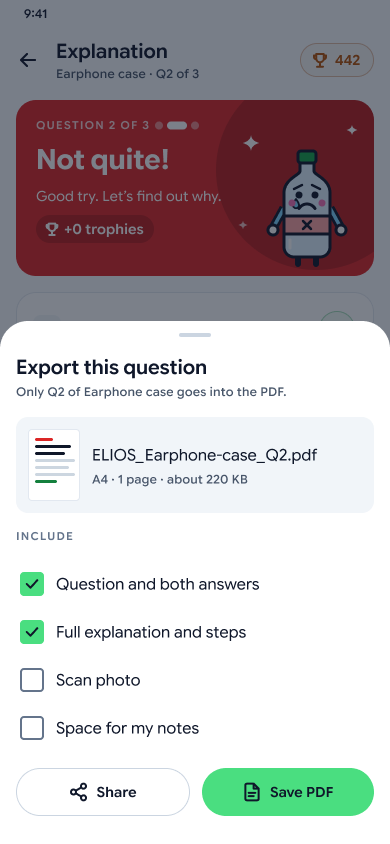 9:41
Explanation
Earphone case · Q2 of 3
442
QUESTION 2 OF 3
Not quite!
Good try. Let's find out why.
+0 trophies
Export this question
Only Q2 of Earphone case goes into the PDF.
ELIOS_Earphone-case_Q2.pdf
A4 · 1 page · about 220 KB
INCLUDE
Question and both answers
Full explanation and steps
Scan photo
Space for my notes
Share
Save PDF